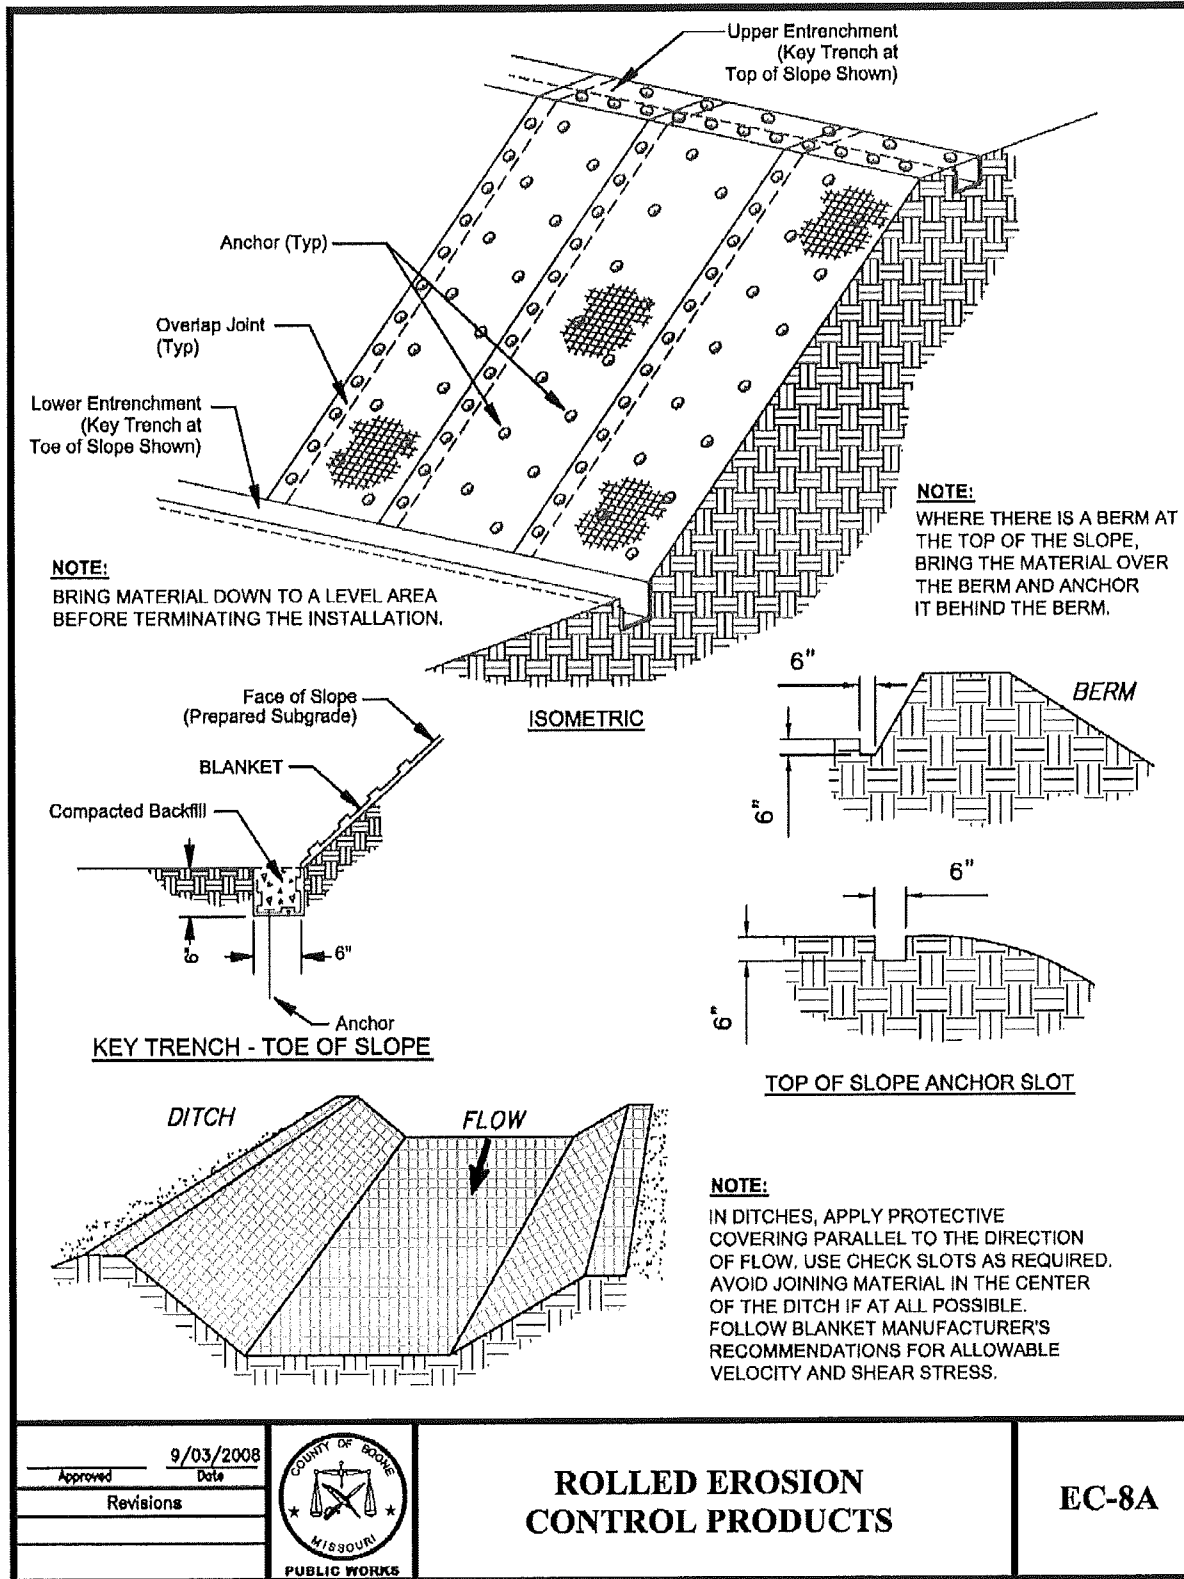 Upper Entrenchment
(Key Trench at
Top of Slope Shown)
Anchor (Typ)
Overlap Joint
(Typ)
Lower Entrenchment
(Key Trench at
Toe of Slope Shown)
NOTE:
WHERE THERE IS A BERM AT
THE TOP OF THE SLOPE,
BRING THE MATERIAL OVER
THE BERM AND ANCHOR
IT BEHIND THE BERM.
NOTE:
BRING MATERIAL DOWN TO A LEVEL AREA
BEFORE TERMINATING THE INSTALLATION.
ISOMETRIC
6"
BERM
6"
Face of Slope
(Prepared Subgrade)
BLANKET
Compacted Backfill
6"
6"
Anchor
KEY TRENCH - TOE OF SLOPE
6"
6"
TOP OF SLOPE ANCHOR SLOT
DITCH
FLOW
NOTE:
IN DITCHES, APPLY PROTECTIVE
COVERING PARALLEL TO THE DIRECTION
OF FLOW. USE CHECK SLOTS AS REQUIRED.
AVOID JOINING MATERIAL IN THE CENTER
OF THE DITCH IF AT ALL POSSIBLE.
FOLLOW BLANKET MANUFACTURER'S
RECOMMENDATIONS FOR ALLOWABLE
VELOCITY AND SHEAR STRESS.
9/03/2008
Approved Date
Revisions
COUNTY OF BOONE
MISSOURI
PUBLIC WORKS
ROLLED EROSION
CONTROL PRODUCTS
EC-8A